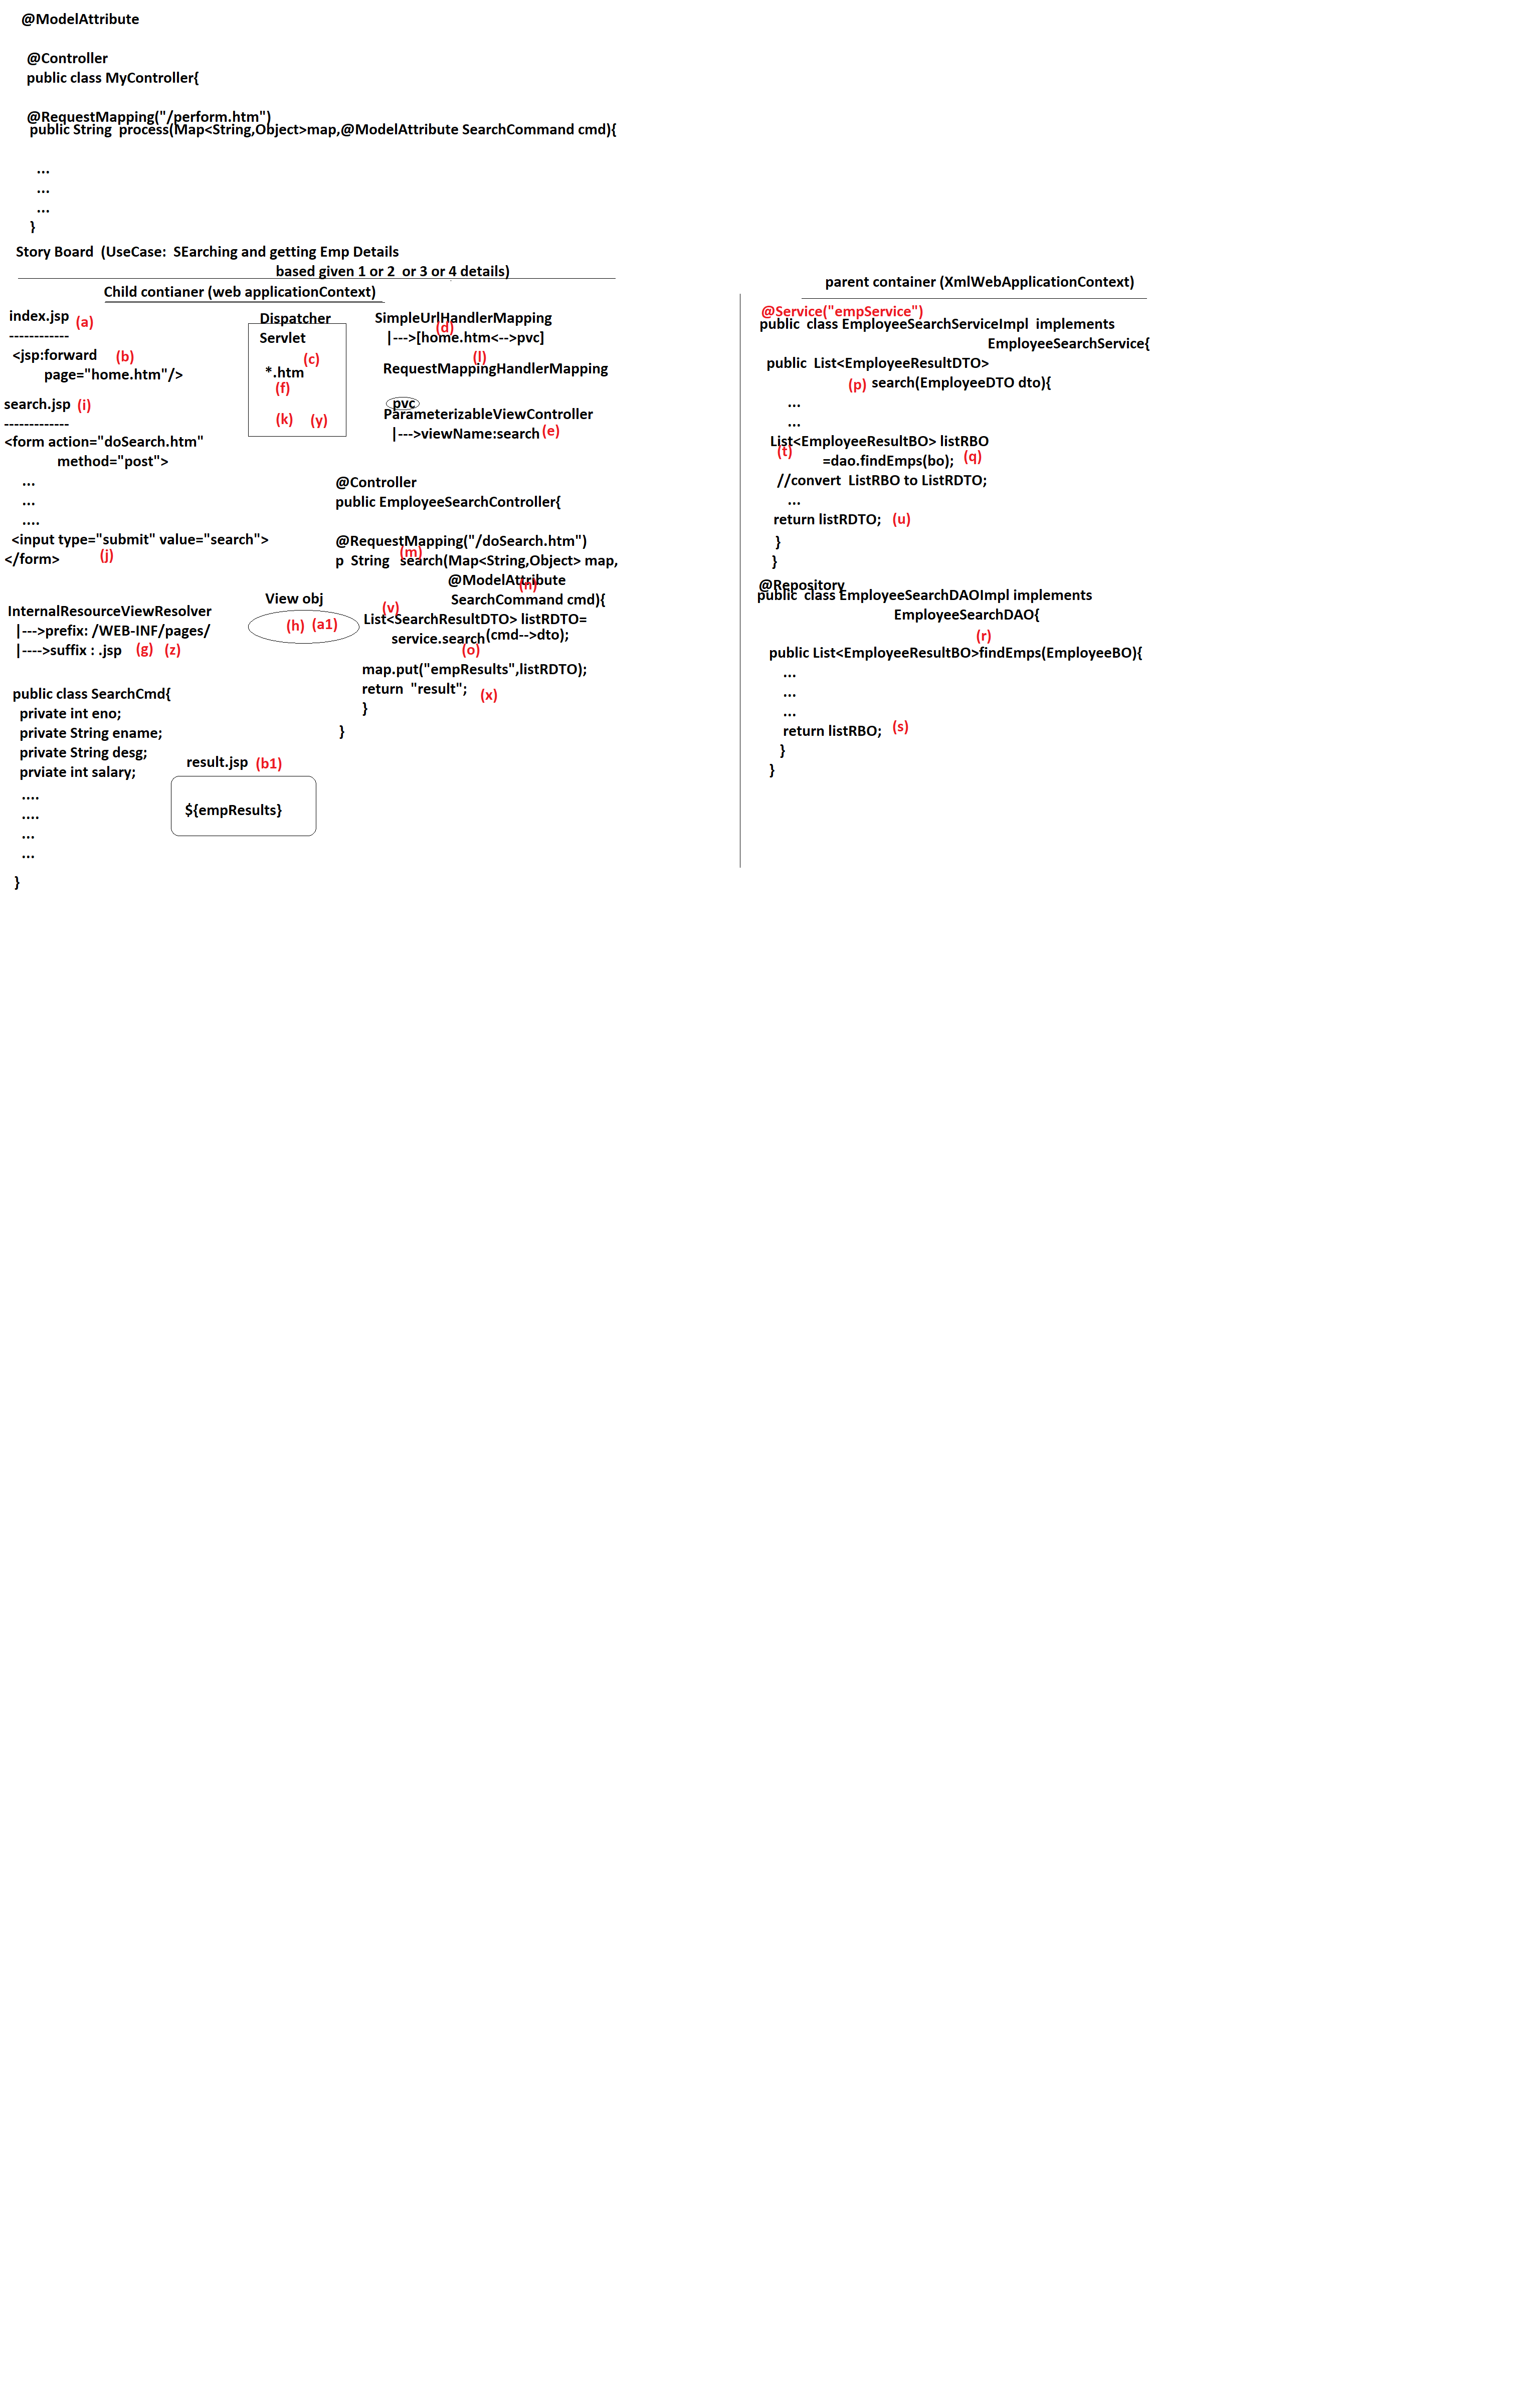 @ModelAttribute
@Controller
public class MyController{
@RequestMapping("/perform.htm")
public String  process(Map<String,Object>map,@ModelAttribute SearchCommand cmd){
...
...
...
}
Story Board  (UseCase:  SEarching and getting Emp Details
based given 1 or 2  or 3 or 4 details)
Child contianer (web applicationContext)
index.jsp (a)
------------
<jsp:forward (b)
page="home.htm"/>
search.jsp (i)
-------------
<form action="doSearch.htm"
method="post">
...
...
....
<input type="submit" value="search">
</form> (j)
InternalResourceViewResolver
|--->prefix: /WEB-INF/pages/
|---->suffix : .jsp (g) (z)
public class SearchCmd{
private int eno;
private String ename;
private String desg;
prviate int salary;
....
....
...
...
}
Dispatcher
Servlet
(c)
*.htm
(f)
(k) (y)
View obj
(h) (a1)
result.jsp (b1)
${empResults}
SimpleUrlHandlerMapping
(d)
|--->[home.htm<-->pvc]
(l)
RequestMappingHandlerMapping
pvc
ParameterizableViewController
|--->viewName:search (e)
@Controller
public EmployeeSearchController{
@RequestMapping("/doSearch.htm")
(m)
p  String   search(Map<String,Object> map,
@ModelAttribute
(n)
SearchCommand cmd){
(v)
List<SearchResultDTO> listRDTO=
service.search(cmd-->dto);
(o)
map.put("empResults",listRDTO);
return  "result"; (x)
}
}
parent container (XmlWebApplicationContext)
@Service("empService")
public  class EmployeeSearchServiceImpl  implements
EmployeeSearchService{
public  List<EmployeeResultDTO>
(p) search(EmployeeDTO dto){
...
...
List<EmployeeResultBO> listRBO
(t) =dao.findEmps(bo); (q)
//convert  ListRBO to ListRDTO;
...
return listRDTO; (u)
}
}
@Repository
public  class EmployeeSearchDAOImpl implements
EmployeeSearchDAO{
(r)
public List<EmployeeResultBO>findEmps(EmployeeBO){
...
...
...
return listRBO; (s)
}
}